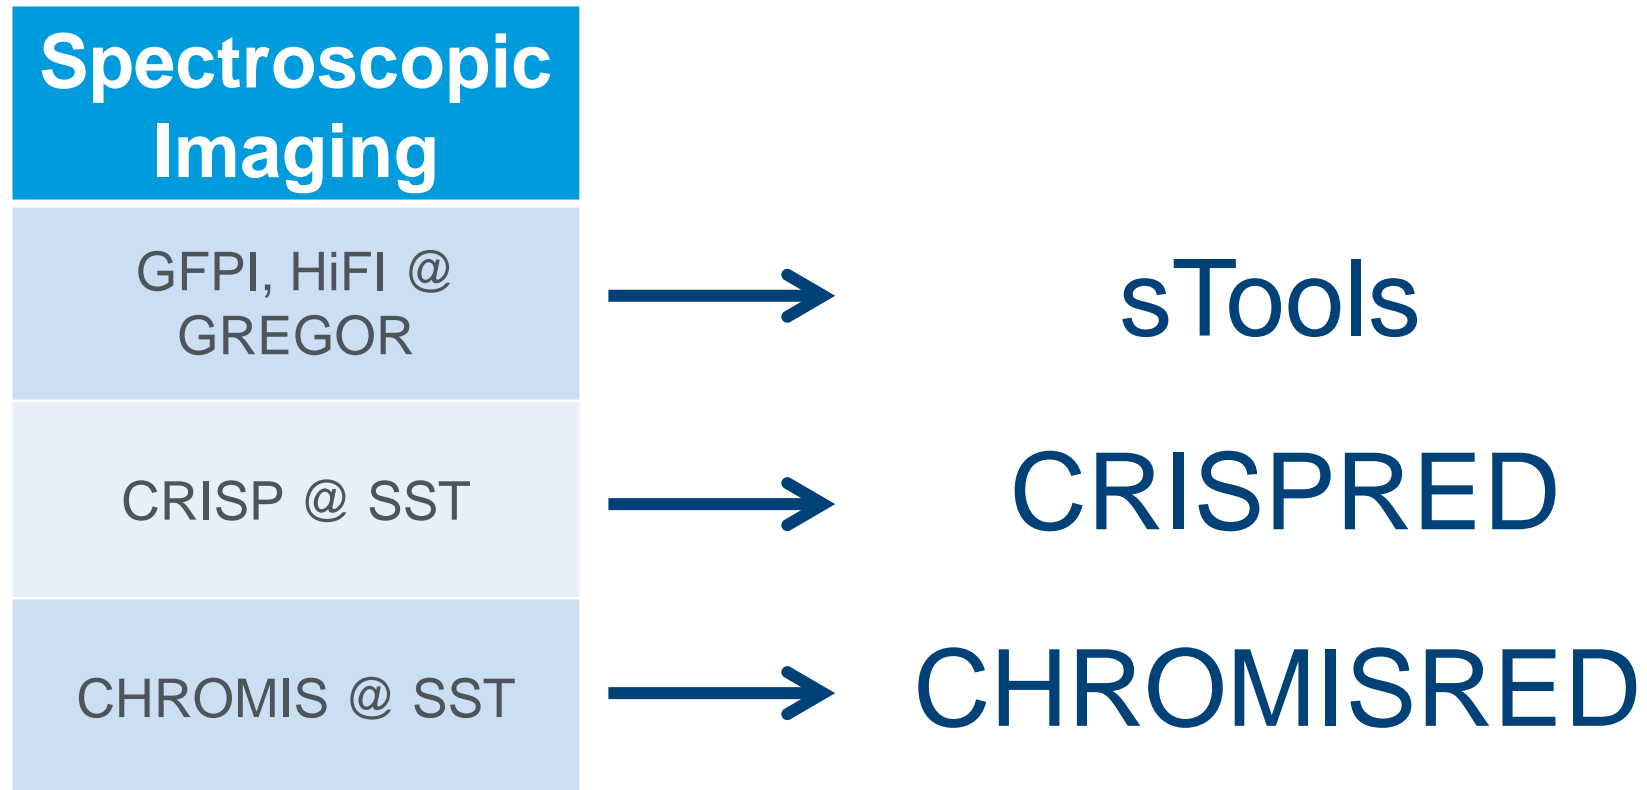 Spectroscopic
Imaging
GFPI, HiFI @
GREGOR
sTools
CRISP @ SST
CRISPRED
CHROMIS @ SST
CHROMISRED